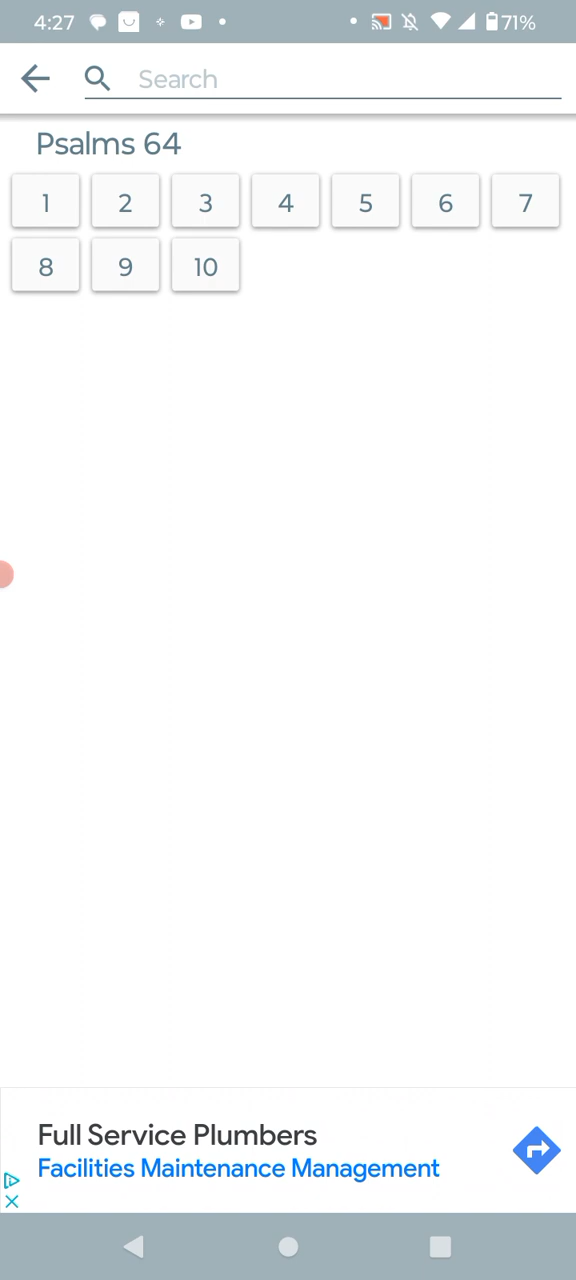 4:27 71%
Search
Psalms 64
1 2 3 4 5 6 7
8 9 10
Full Service Plumbers
Facilities Maintenance Management